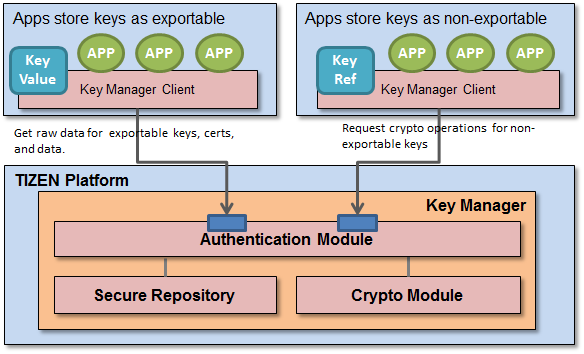 Apps store keys as exportable
Key
Value
APP
APP
APP
Key Manager Client
Apps store keys as non-exportable
Key
Ref
APP
APP
APP
Key Manager Client
Get raw data for exportable keys, certs,
and data.
Request crypto operations for non-
exportable keys
TIZEN Platform
Key Manager
Authentication Module
Secure Repository
Crypto Module